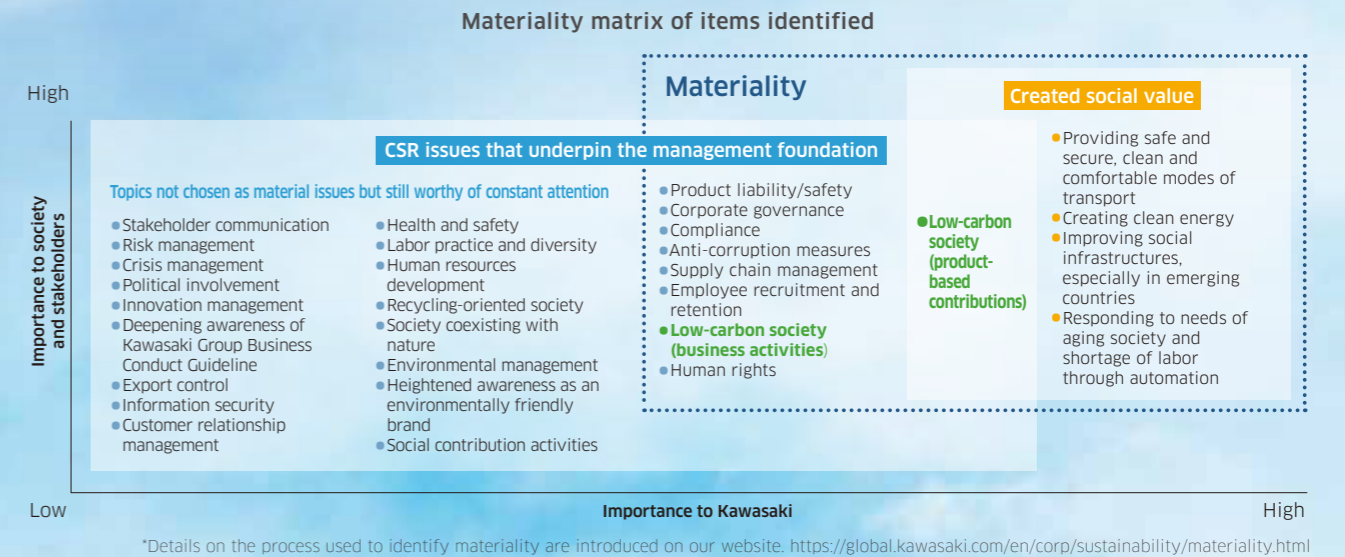 Materiality matrix of items identified
High
Importance to society
and stakeholders
Low
Materiality
Created social value
CSR issues that underpin the management foundation
Topics not chosen as material issues but still worthy of constant attention
●Stakeholder communication
●Risk management
●Crisis management
●Political involvement
●Innovation management
●Deepening awareness of
Kawasaki Group Business
Conduct Guideline
●Export control
●Information security
●Customer relationship
management
●Health and safety
●Labor practice and diversity
●Human resources
development
●Recycling-oriented society
●Society coexisting with
nature
●Environmental management
●Heightened awareness as an
environmentally friendly
brand
●Social contribution activities
●Product liability/safety
●Corporate governance
●Compliance
●Anti-corruption measures
●Supply chain management
●Employee recruitment and
retention
●Low-carbon society
(business activities)
●Human rights
●Low-carbon
society
(product-
based
contributions)
●Providing safe and
secure, clean and
comfortable modes of
transport
●Creating clean energy
●Improving social
infrastructures,
especially in emerging
countries
●Responding to needs of
aging society and
shortage of labor
through automation
Importance to Kawasaki
High
*Details on the process used to identify materiality are introduced on our website. https://global.kawasaki.com/en/corp/sustainability/materiality.html